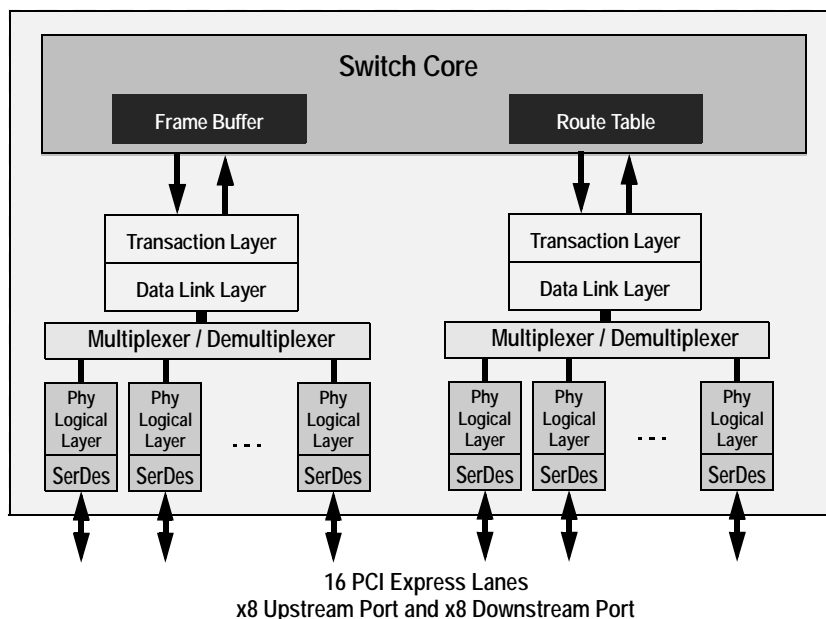 Switch Core
Frame Buffer
Route Table
Transaction Layer
Data Link Layer
Multiplexer / Demultiplexer
Phy
Logical
Layer
SerDes
Phy
Logical
Layer
SerDes
. . .
Phy
Logical
Layer
SerDes
Transaction Layer
Data Link Layer
Multiplexer / Demultiplexer
Phy
Logical
Layer
SerDes
Phy
Logical
Layer
SerDes
. . .
Phy
Logical
Layer
SerDes
16 PCI Express Lanes
x8 Upstream Port and x8 Downstream Port